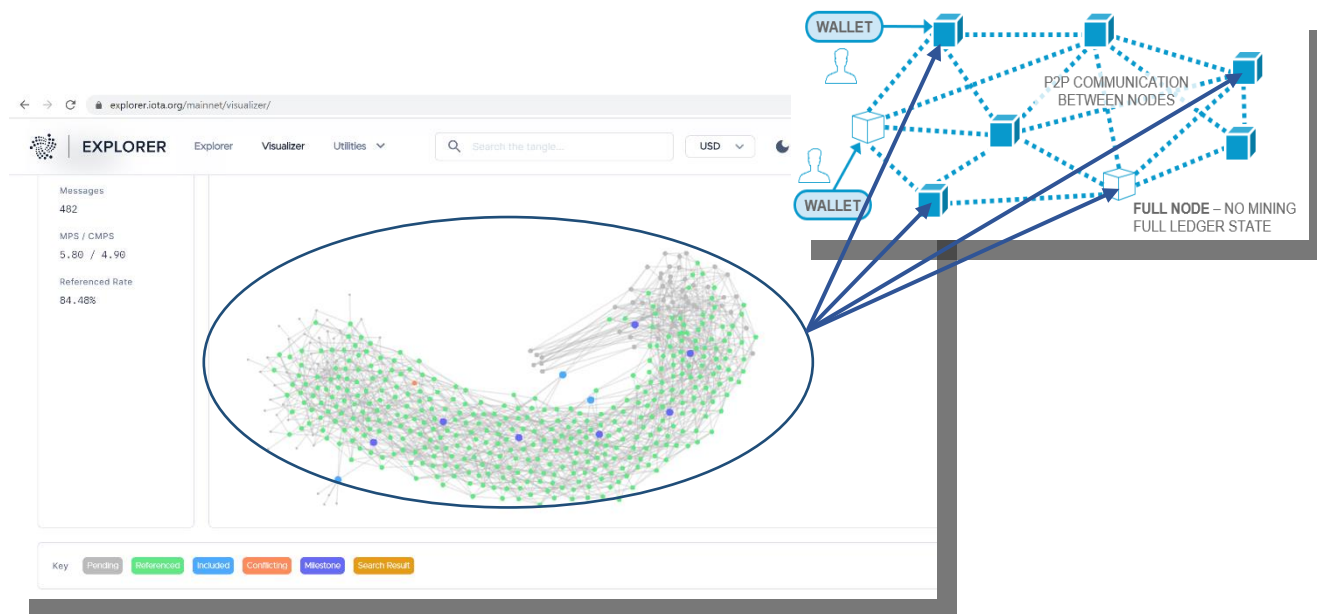 WALLET
P2P COMMUNICATION
BETWEEN NODES
WALLET
FULL NODE – NO MINING
FULL LEDGER STATE
explorer.iota.org/mainnet/visualizer/
EXPLORER
Explorer
Visualizer
Utilities
Search the tangle...
USD
Messages
482
MPS / CMPS
5.80 / 4.90
Referenced Rate
84.48%
Key
Pending
Referenced
Included
Conflicting
Milestone
Search Result